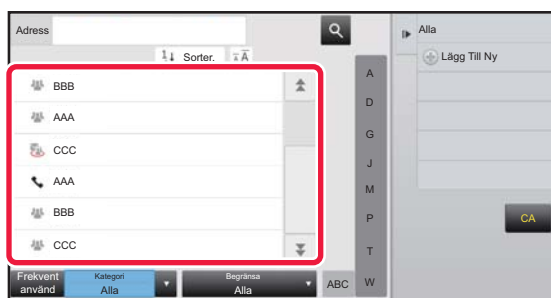 Adress
Sorter.
BBB
AAA
CCC
AAA
BBB
CCC
A
D
G
J
M
P
T
W
Frekvent
använd
Kategori
Alla
Begränsa
Alla
ABC
Alla
Lägg Till Ny
CA